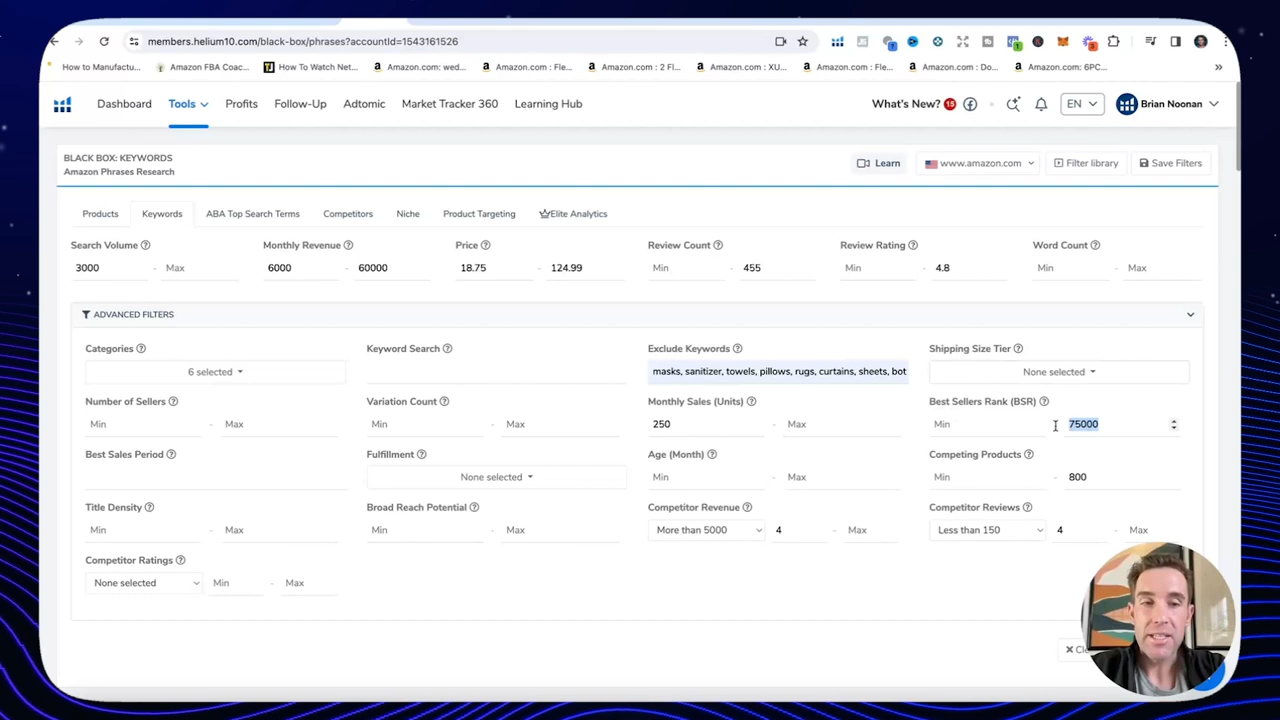 members.helium10.com/black-box/phrases?accountId=1543161526
How to Manufactu... Amazon FBA Coac... How To Watch Net... Amazon.com: wed... Amazon.com : Fle... Amazon.com : 2 Fl... Amazon.com : XU... Amazon.com : Fle... Amazon.com : Do... Amazon.com: 6PC... »
Dashboard Tools Profits Follow-Up Adtomic Market Tracker 360 Learning Hub What's New? 15 EN Brian Noonan
BLACK BOX: KEYWORDS
Amazon Phrases Research
Learn www.amazon.com Filter library Save Filters
Products Keywords ABA Top Search Terms Competitors Niche Product Targeting Elite Analytics
Search Volume Monthly Revenue Price Review Count Review Rating Word Count
3000 - Max 6000 - 60000 18.75 - 124.99 Min - 455 Min - 4.8 Min - Max
ADVANCED FILTERS
Categories Keyword Search Exclude Keywords Shipping Size Tier
6 selected masks, sanitizer, towels, pillows, rugs, curtains, sheets, bot None selected
Number of Sellers Variation Count Monthly Sales (Units) Best Sellers Rank (BSR)
Min - Max Min - Max 250 - Max Min 75000
Best Sales Period Fulfillment Age (Month) Competing Products
None selected Min - Max Min - 800
Title Density Broad Reach Potential Competitor Revenue Competitor Reviews
Min - Max Min - Max More than 5000 4 - Max Less than 150 4 - Max
Competitor Ratings
None selected Min - Max